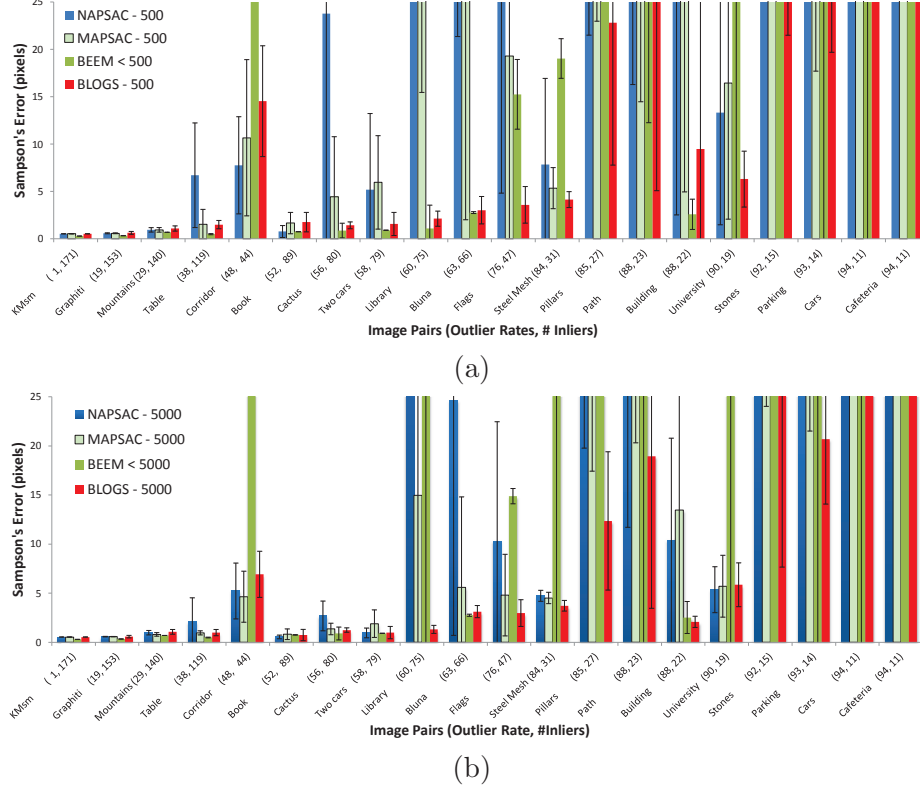 25
20
15
10
5
0
Sampson's Error (pixels)
NAPSAC - 500
MAPSAC - 500
BEEM < 500
BLOGS - 500
KMsm ( 1, 171)
Graphiti (19, 153)
Mountains (29, 140)
Table (38, 119)
Corridor (48, 44)
Book (52, 89)
Cactus (56, 80)
Two cars (58, 79)
Library (60, 75)
Bluna (63, 66)
Flags (76, 47)
Steel Mesh (84, 31)
Pillars (85, 27)
Path (88, 23)
Building (88, 22)
University (90, 19)
Stones (92, 15)
Parking (93, 14)
Cars (94, 11)
Cafeteria (94, 11)
Image Pairs (Outlier Rates, # Inliers)
(a)
25
20
15
10
5
0
Sampson's Error (pixels)
NAPSAC - 5000
MAPSAC - 5000
BEEM < 5000
BLOGS - 5000
KMsm ( 1, 171)
Graphiti (19, 153)
Mountains (29, 140)
Table (38, 119)
Corridor (48, 44)
Book (52, 89)
Cactus (56, 80)
Two cars (58, 79)
Library (60, 75)
Bluna (63, 66)
Flags (76, 47)
Steel Mesh (84, 31)
Pillars (85, 27)
Path (88, 23)
Building (88, 22)
University (90, 19)
Stones (92, 15)
Parking (93, 14)
Cars (94, 11)
Cafeteria (94, 11)
Image Pairs (Outlier Rate, #Inliers)
(b)